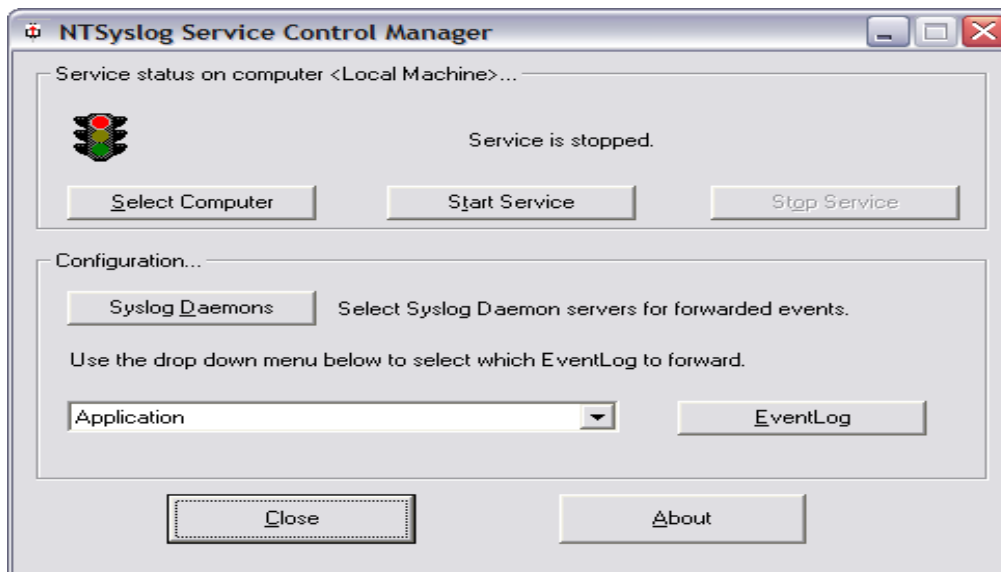 NTSyslog Service Control Manager
Service status on computer <Local Machine>...
Service is stopped.
Select Computer
Start Service
Stop Service
Configuration...
Syslog Daemons
Select Syslog Daemon servers for forwarded events.
Use the drop down menu below to select which EventLog to forward.
Application
EventLog
Close
About